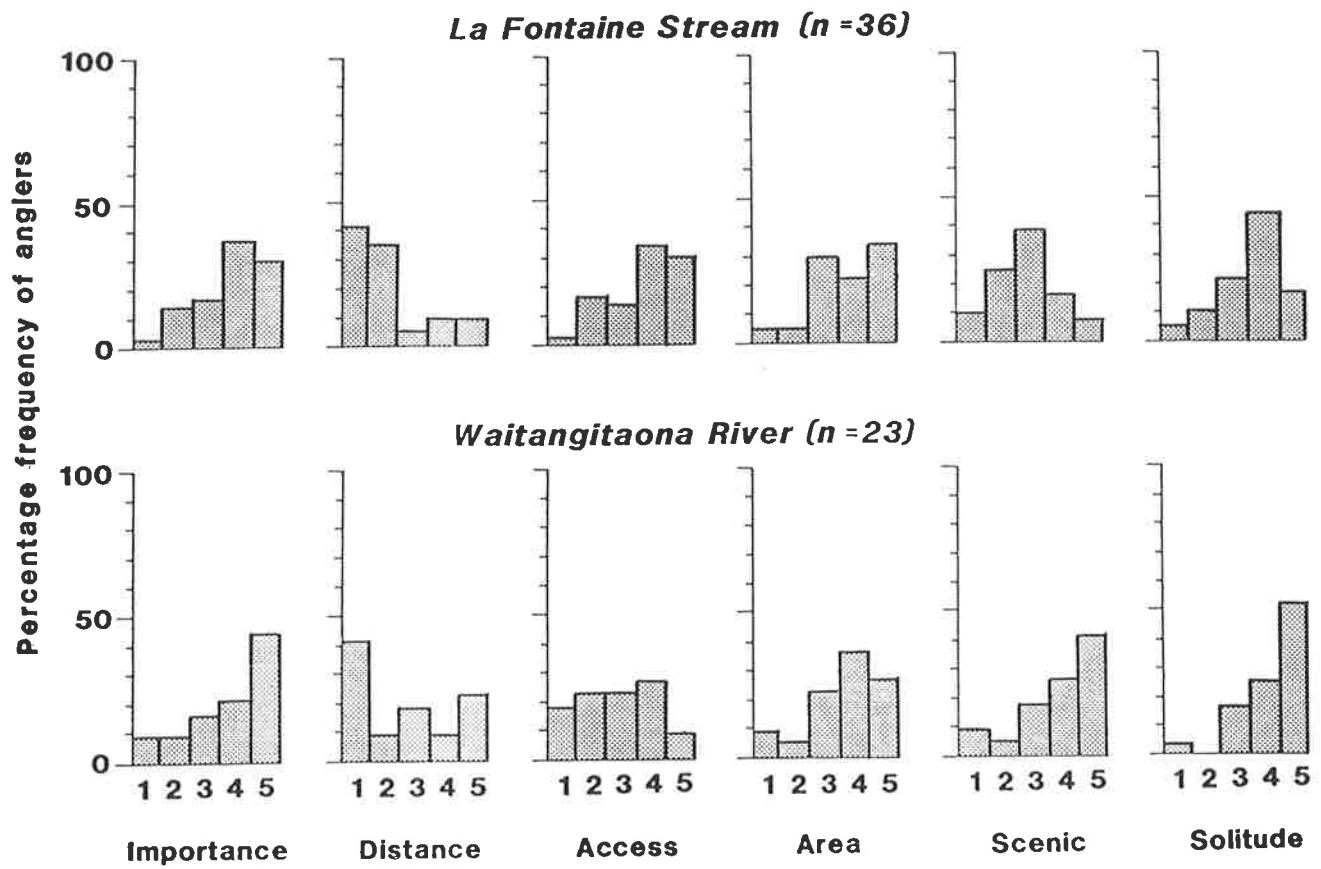 La Fontaine Stream (n =36)
100
50
0
Percentage frequency of anglers
Waitangitaona River (n =23)
100
50
0
1 2 3 4 5
1 2 3 4 5
1 2 3 4 5
1 2 3 4 5
1 2 3 4 5
1 2 3 4 5
Importance
Distance
Access
Area
Scenic
Solitude